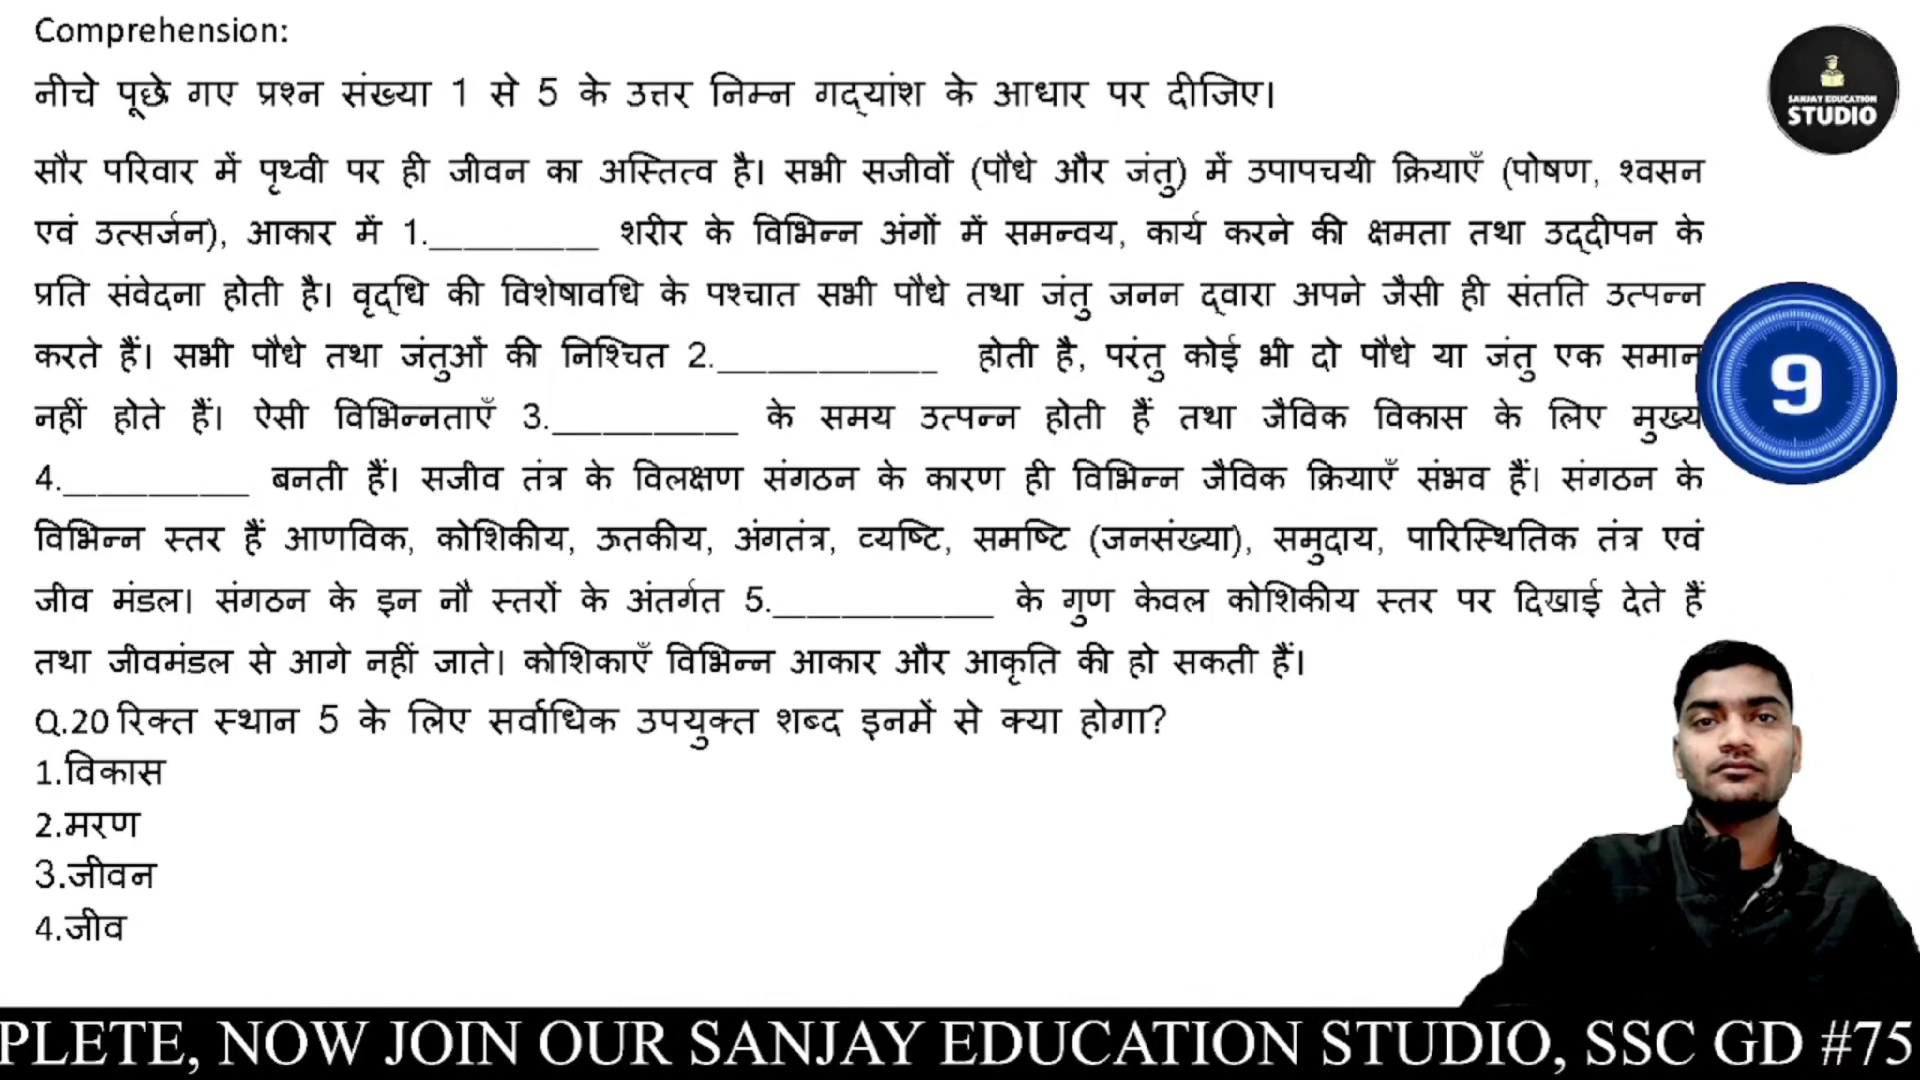 Comprehension:
नीचे पूछे गए प्रश्न संख्या 1 से 5 के उत्तर निम्न गद्यांश के आधार पर दीजिए।
सौर परिवार में पृथ्वी पर ही जीवन का अस्तित्व है। सभी सजीवों (पौधे और जंतु) में उपापचयी क्रियाएँ (पोषण, श्वसन
एवं उत्सर्जन), आकार में 1.__________ शरीर के विभिन्न अंगों में समन्वय, कार्य करने की क्षमता तथा उद्दीपन के
प्रति संवेदना होती है। वृद्धि की विशेषावधि के पश्चात सभी पौधे तथा जंतु जनन द्वारा अपने जैसी ही संतति उत्पन्न
करते हैं। सभी पौधे तथा जंतुओं की निश्चित 2._____________ होती है, परंतु कोई भी दो पौधे या जंतु एक समान
नहीं होते हैं। ऐसी विभिन्नताएँ 3.___________ के समय उत्पन्न होती हैं तथा जैविक विकास के लिए मुख्य
4.___________ बनती हैं। सजीव तंत्र के विलक्षण संगठन के कारण ही विभिन्न जैविक क्रियाएँ संभव हैं। संगठन के
विभिन्न स्तर हैं आणविक, कोशिकीय, ऊतकीय, अंगतंत्र, व्यष्टि, समष्टि (जनसंख्या), समुदाय, पारिस्थितिक तंत्र एवं
जीव मंडल। संगठन के इन नौ स्तरों के अंतर्गत 5._____________ के गुण केवल कोशिकीय स्तर पर दिखाई देते हैं
तथा जीवमंडल से आगे नहीं जाते। कोशिकाएँ विभिन्न आकार और आकृति की हो सकती हैं।
Q.20 रिक्त स्थान 5 के लिए सर्वाधिक उपयुक्त शब्द इनमें से क्या होगा?
1.विकास
2.मरण
3.जीवन
4.जीव
SANJAY EDUCATION
STUDIO
9
PLETE, NOW JOIN OUR SANJAY EDUCATION STUDIO, SSC GD #75